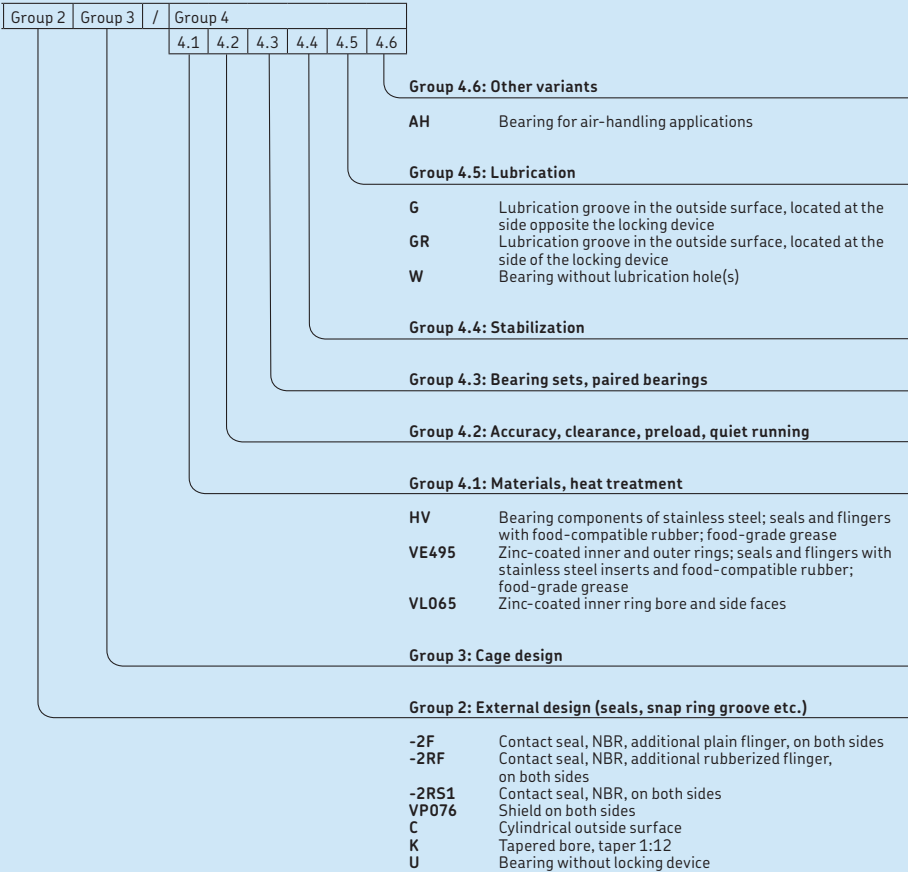 Group 2 Group 3 / Group 4
4.1 4.2 4.3 4.4 4.5 4.6
Group 4.6: Other variants
AH Bearing for air-handling applications
Group 4.5: Lubrication
G Lubrication groove in the outside surface, located at the
side opposite the locking device
GR Lubrication groove in the outside surface, located at the
side of the locking device
W Bearing without lubrication hole(s)
Group 4.4: Stabilization
Group 4.3: Bearing sets, paired bearings
Group 4.2: Accuracy, clearance, preload, quiet running
Group 4.1: Materials, heat treatment
HV Bearing components of stainless steel; seals and flingers
with food-compatible rubber; food-grade grease
VE495 Zinc-coated inner and outer rings; seals and flingers with
stainless steel inserts and food-compatible rubber;
food-grade grease
VL065 Zinc-coated inner ring bore and side faces
Group 3: Cage design
Group 2: External design (seals, snap ring groove etc.)
-2F Contact seal, NBR, additional plain flinger, on both sides
-2RF Contact seal, NBR, additional rubberized flinger,
on both sides
-2RS1 Contact seal, NBR, on both sides
VP076 Shield on both sides
C Cylindrical outside surface
K Tapered bore, taper 1:12
U Bearing without locking device